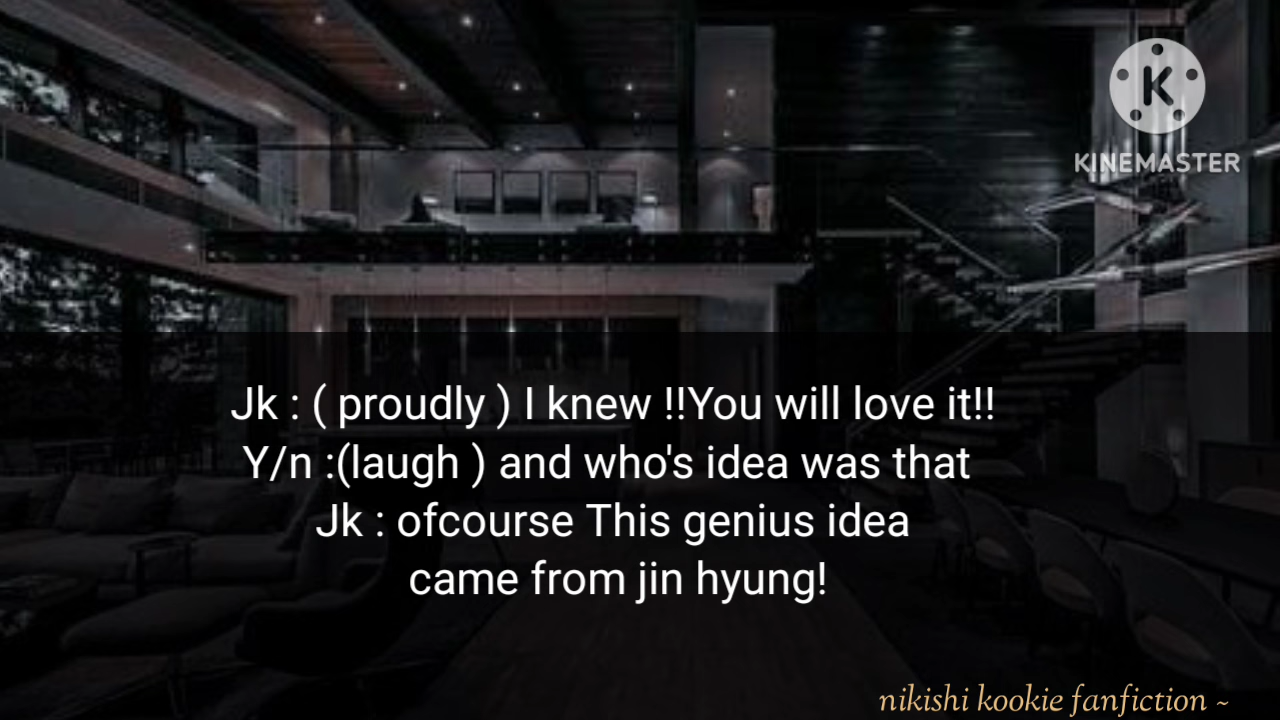 K
KINEMASTER
Jk : ( proudly ) I knew !!You will love it!!
Y/n :(laugh ) and who's idea was that
Jk : ofcourse This genius idea
came from jin hyung!
nikishi kookie fanfiction ~